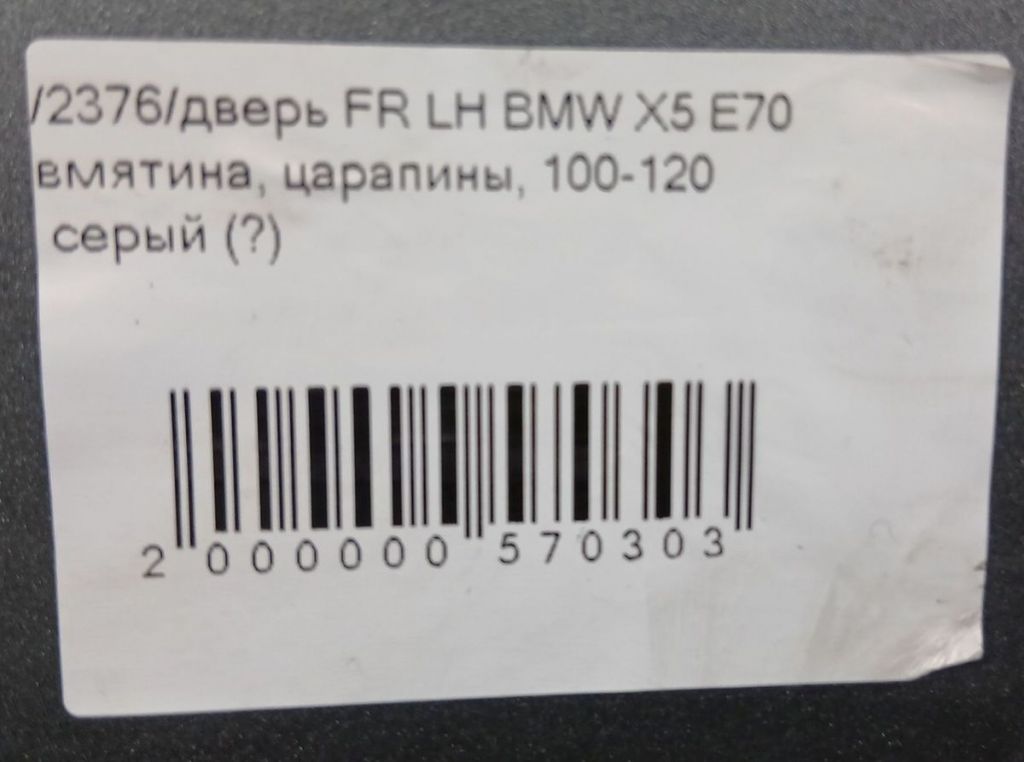 /2376/дверь FR LH BMW X5 E70
вмятина, царапины, 100-120
серый (?)
2 000000 570303